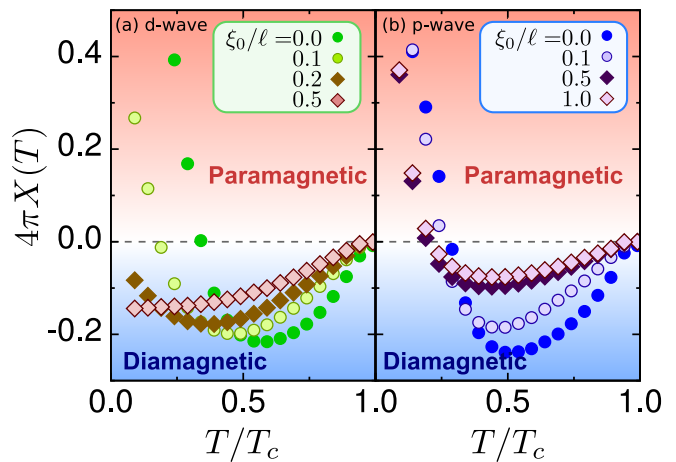 (a) d-wave
ξ₀/ℓ =0.0
0.1
0.2
0.5
Paramagnetic
Diamagnetic
(b) p-wave
ξ₀/ℓ =0.0
0.1
0.5
1.0
Paramagnetic
Diamagnetic
4πX(T)
0.4
0.2
0.0
-0.2
0.0
0.5
1.0
0.5
1.0
T/T_c
T/T_c